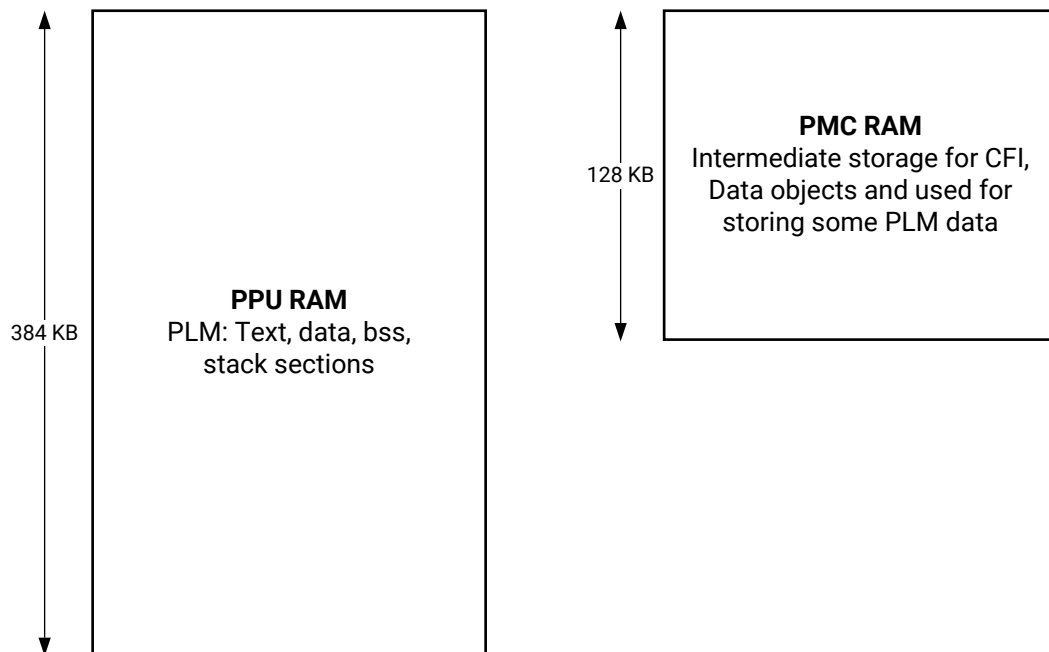 384 KB
PPU RAM
PLM: Text, data, bss,
stack sections
128 KB
PMC RAM
Intermediate storage for CFI,
Data objects and used for
storing some PLM data